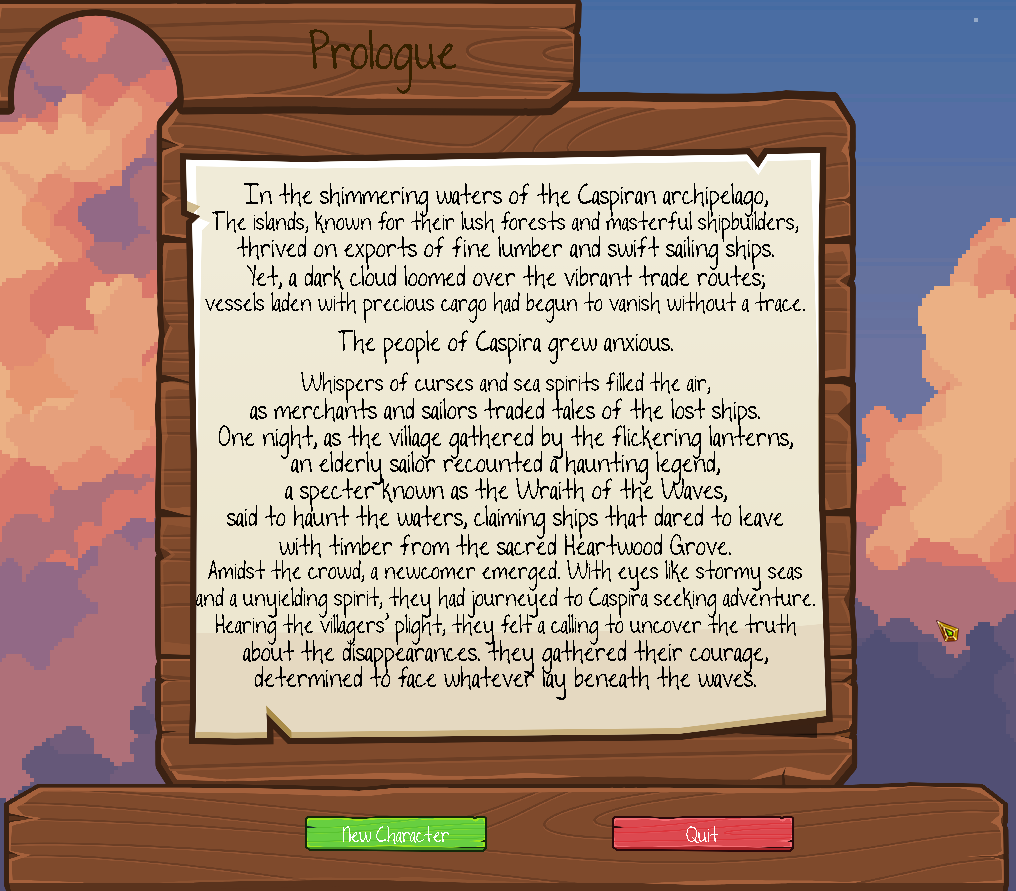 Prologue
In the shimmering waters of the Caspiran archipelago,
The islands, known for their lush forests and masterful shipbuilders,
thrived on exports of fine lumber and swift sailing ships.
Yet, a dark cloud loomed over the vibrant trade routes;
vessels laden with precious cargo had begun to vanish without a trace.
The people of Caspira grew anxious.
Whispers of curses and sea spirits filled the air,
as merchants and sailors traded tales of the lost ships.
One night, as the village gathered by the flickering lanterns,
an elderly sailor recounted a haunting legend,
a specter known as the Wraith of the Waves,
said to haunt the waters, claiming ships that dared to leave
with timber from the sacred Heartwood Grove.
Amidst the crowd, a newcomer emerged. With eyes like stormy seas
and a unyielding spirit, they had journeyed to Caspira seeking adventure.
Hearing the villagers' plight, they felt a calling to uncover the truth
about the disappearances. they gathered their courage,
determined to face whatever lay beneath the waves.
New Character
Quit